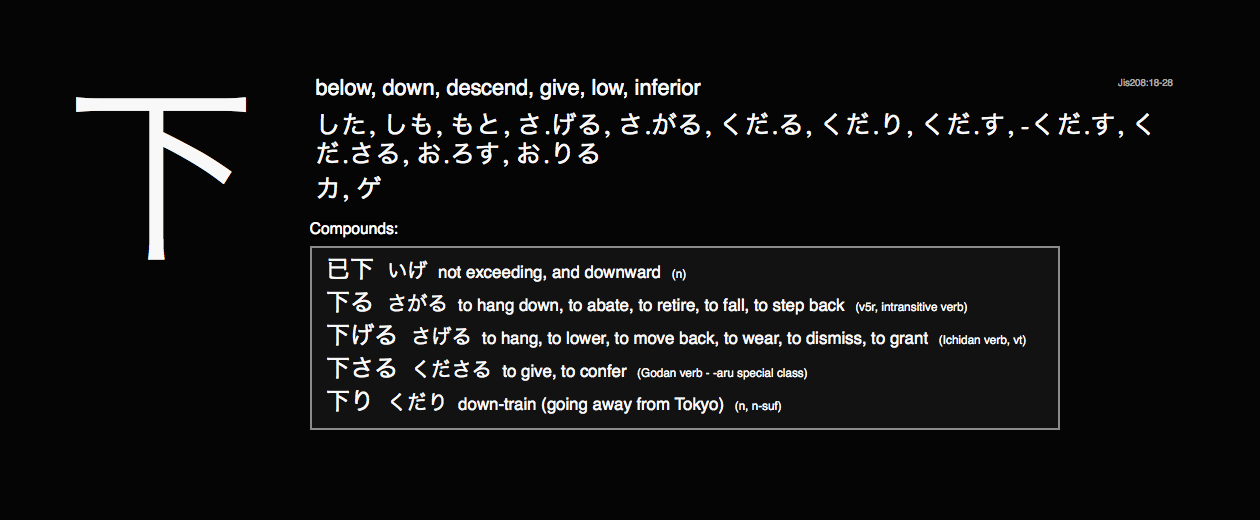 下
below, down, descend, give, low, inferior
Jis208:18-28
した, しも, もと, さ.げる, さ.がる, くだ.る, くだ.り, くだ.す, -くだ.す, く
だ.さる, お.ろす, お.りる
カ, ゲ
Compounds:
已下 いげ not exceeding, and downward (n)
下る さがる to hang down, to abate, to retire, to fall, to step back (v5r, intransitive verb)
下げる さげる to hang, to lower, to move back, to wear, to dismiss, to grant (Ichidan verb, vt)
下さる くださる to give, to confer (Godan verb - -aru special class)
下り くだり down-train (going away from Tokyo) (n, n-suf)